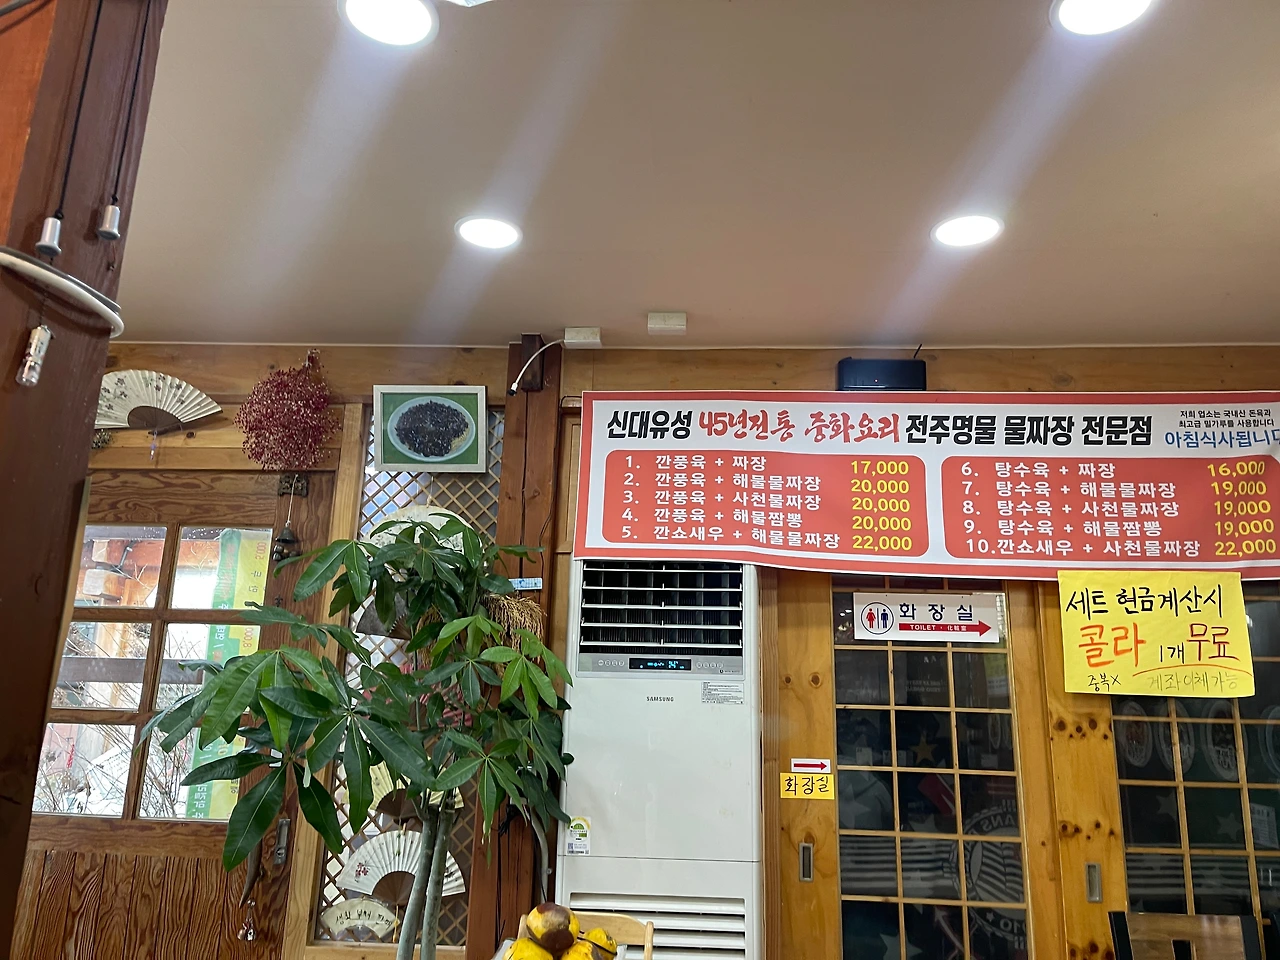 신대유성 45년전통 중화요리 전주명물 물짜장 전문점
저희 업소는 국내산 돈육과
최고급 밀가루를 사용합니다
아침식사됩니다
1. 깐풍육 + 짜장 17,000
2. 깐풍육 + 해물물짜장 20,000
3. 깐풍육 + 사천물짜장 20,000
4. 깐풍육 + 해물짬뽕 20,000
5. 깐쇼새우 + 해물물짜장 22,000
6. 탕수육 + 짜장 16,000
7. 탕수육 + 해물물짜장 19,000
8. 탕수육 + 사천물짜장 19,000
9. 탕수육 + 해물짬뽕 19,000
10.깐쇼새우 + 사천물짜장 22,000
세트 현금계산시
콜라 1개 무료
중복X 계좌이체가능
화장실
TOILET · 化粧室
SAMSUNG
화장실